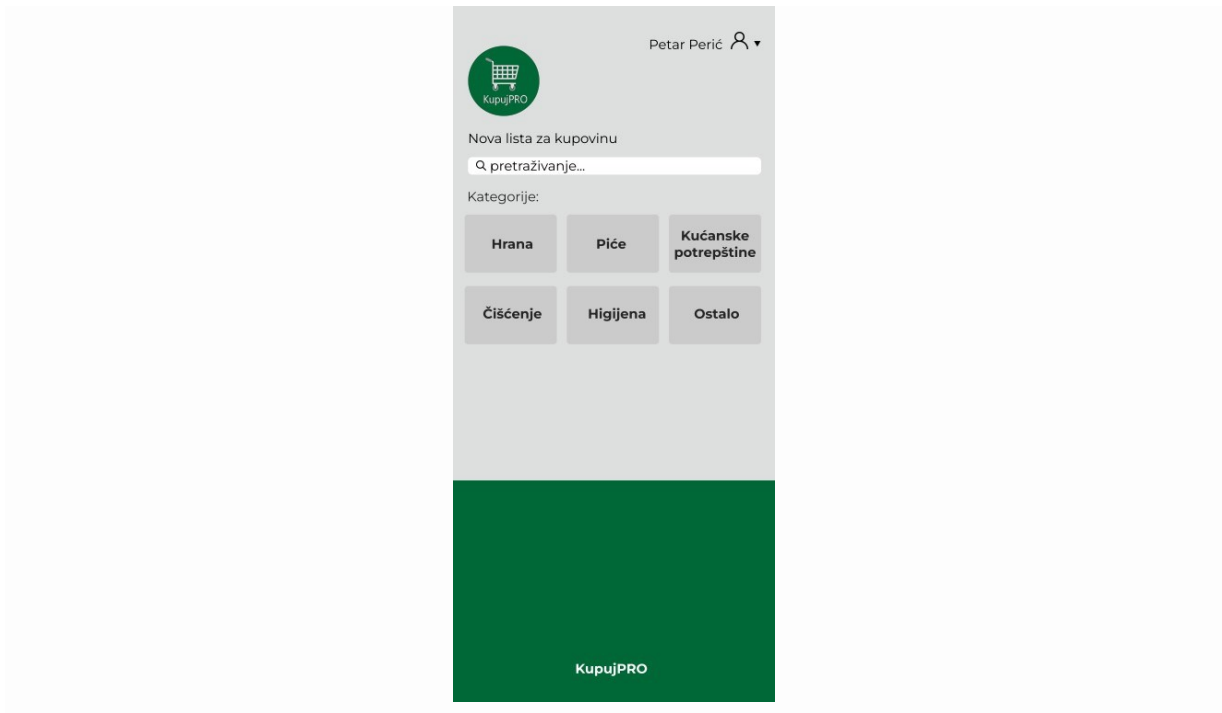 Petar Perić
KupujPRO
Nova lista za kupovinu
pretraživanje...
Kategorije:
Hrana
Piće
Kućanske
potrepštine
Čišćenje
Higijena
Ostalo
KupujPRO